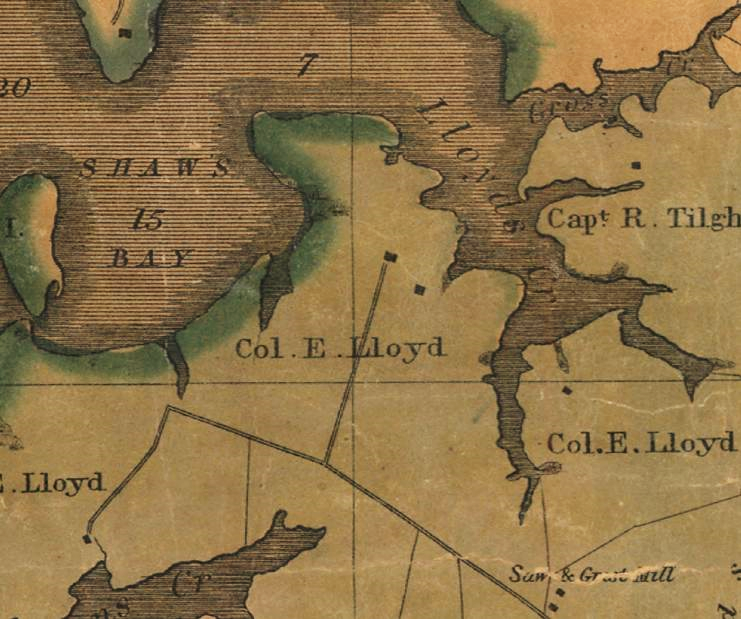 7
20
Cr.
Cross
Lloyds
SHAWS
15
BAY
I.
Capt R. Tilgh
Cr
Col. E. Lloyd
Col. E. Lloyd
E. Lloyd
Saw & Grist Mill
Cr